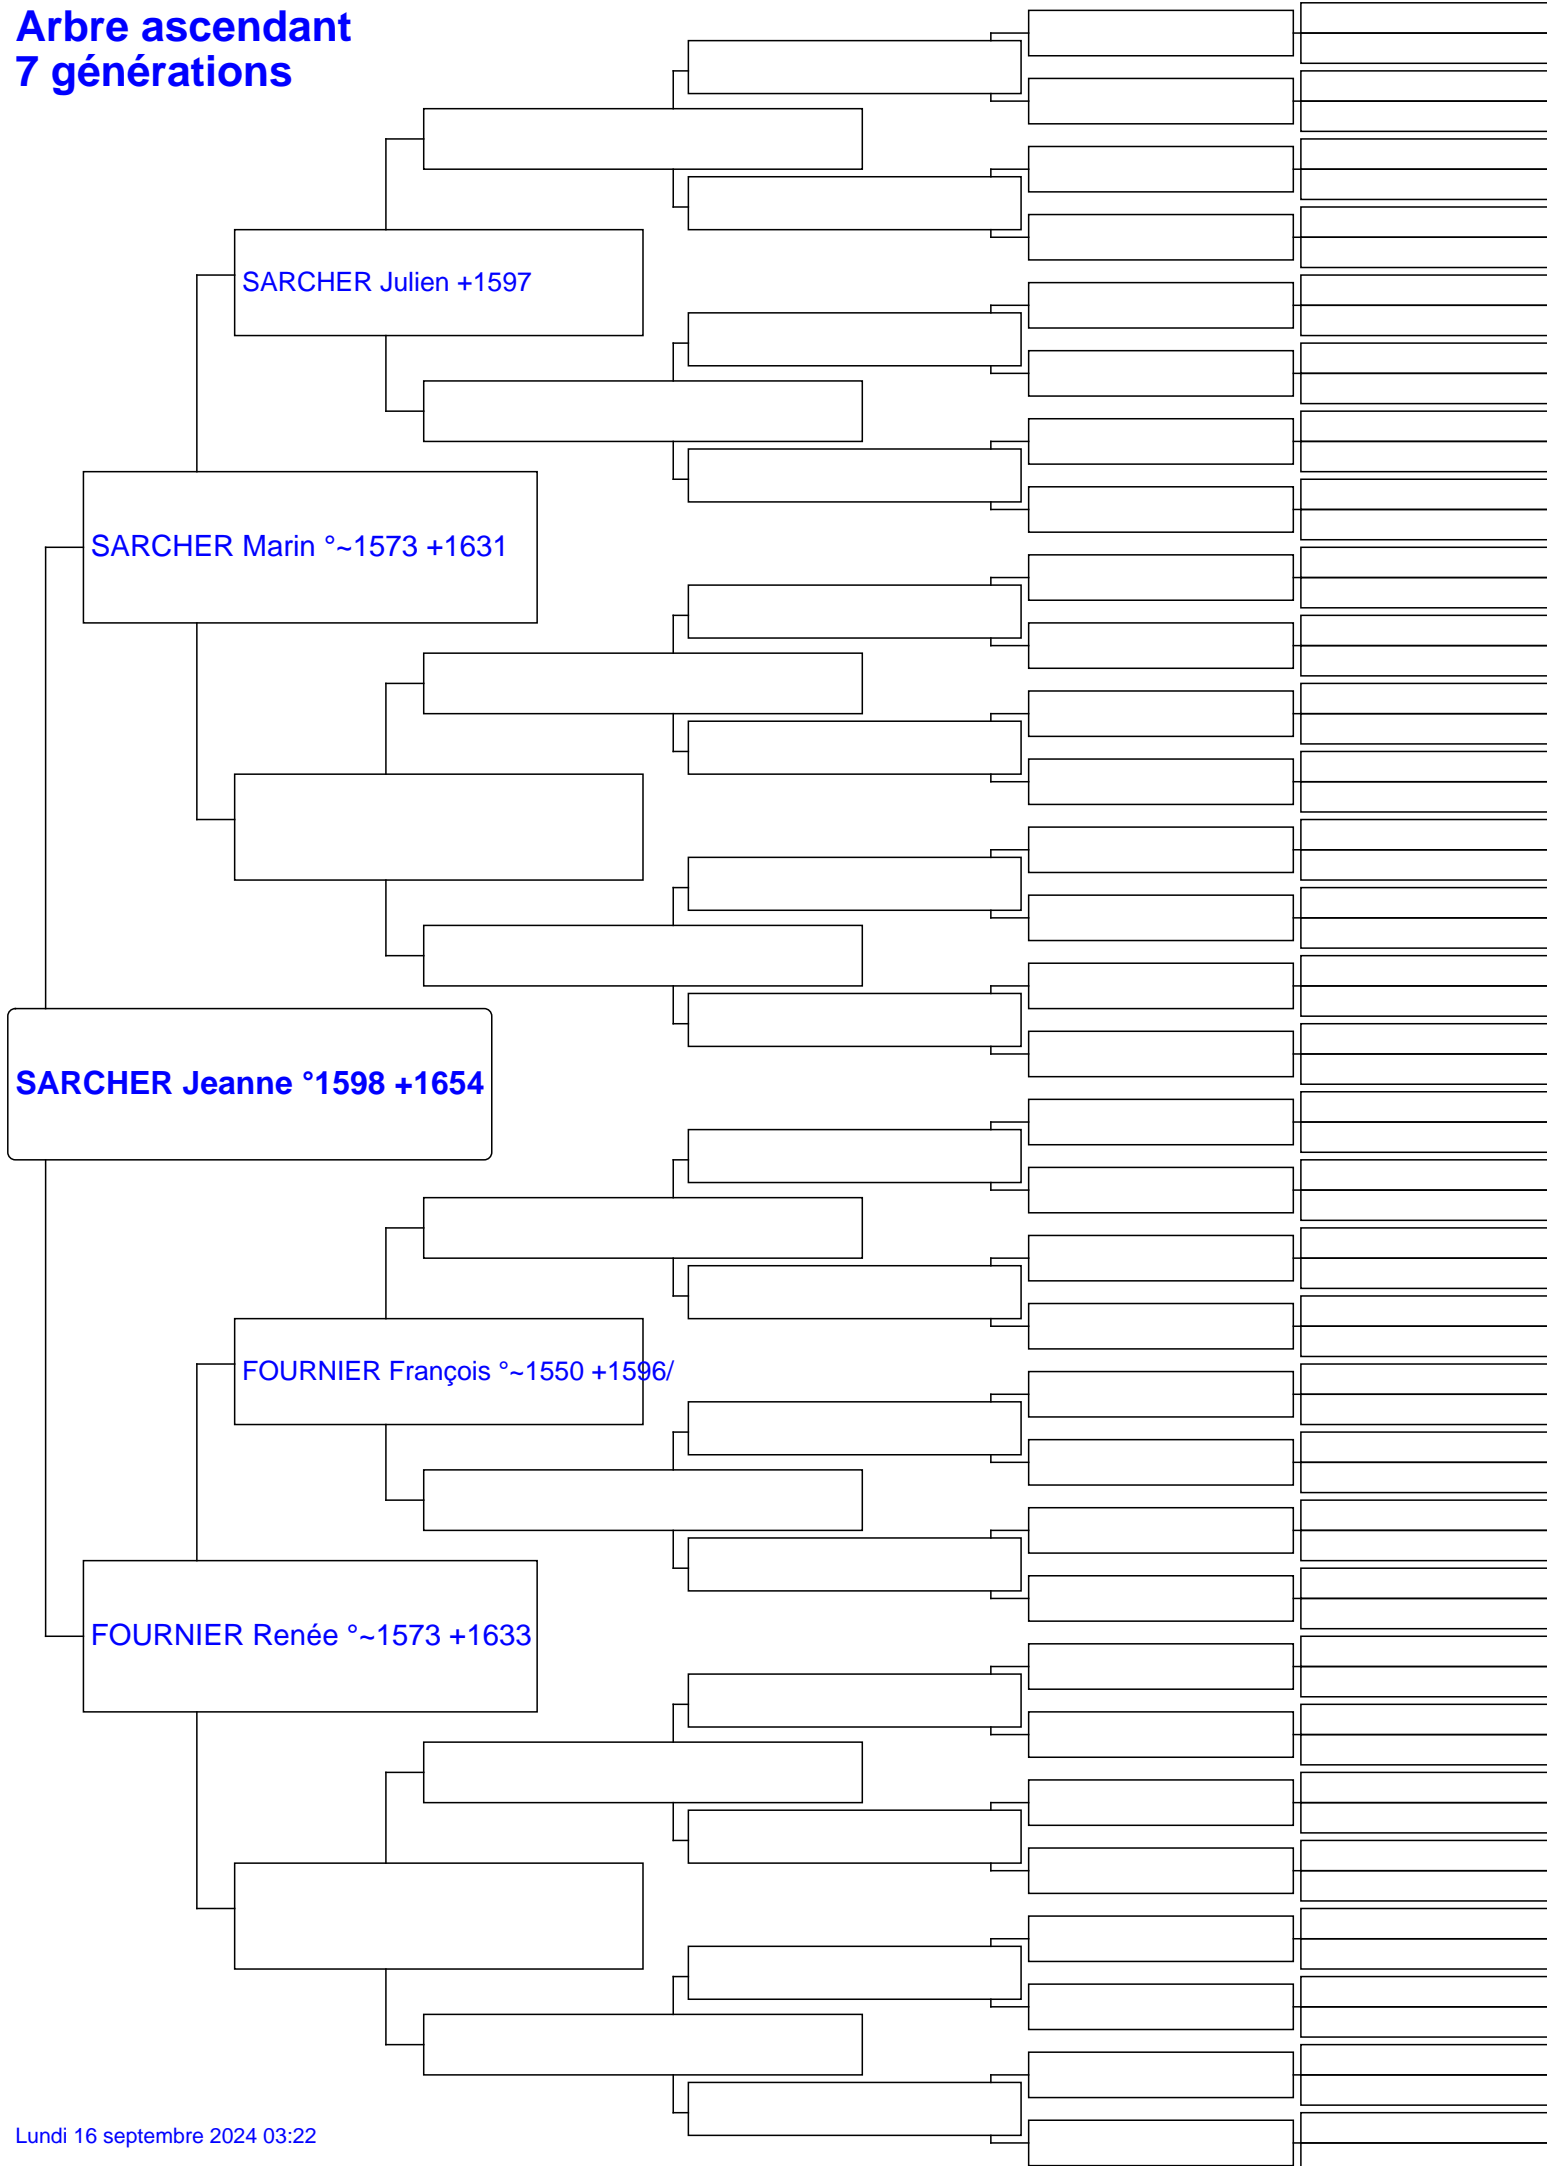 Arbre ascendant
7 générations
SARCHER Julien +1597
SARCHER Marin °~1573 +1631
SARCHER Jeanne °1598 +1654
FOURNIER François °~1550 +1596/
FOURNIER Renée °~1573 +1633
Lundi 16 septembre 2024 03:22